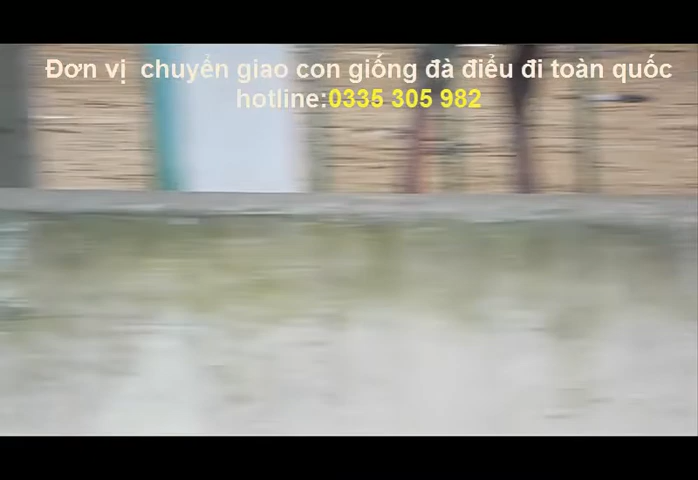 Đơn vị chuyển giao con giống đà điểu đi toàn quốc
hotline:0335 305 982